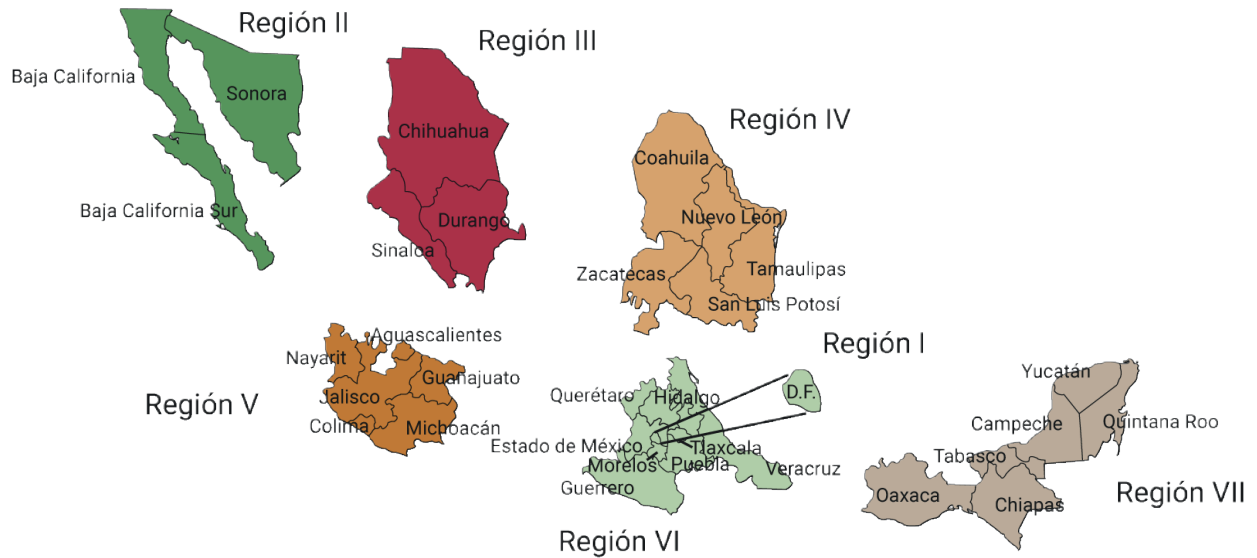 Región II
Baja California
Sonora
Baja California Sur
Región III
Chihuahua
Durango
Sinaloa
Región IV
Coahuila
Nuevo León
Zacatecas
Tamaulipas
San Luis Potosí
Región V
Aguascalientes
Nayarit
Guanajuato
Jalisco
Colima
Michoacán
Región I
D.F.
Querétaro
Hidalgo
Estado de México
Tlaxcala
Morelos
Puebla
Veracruz
Guerrero
Región VI
Yucatán
Campeche
Quintana Roo
Tabasco
Oaxaca
Chiapas
Región VII